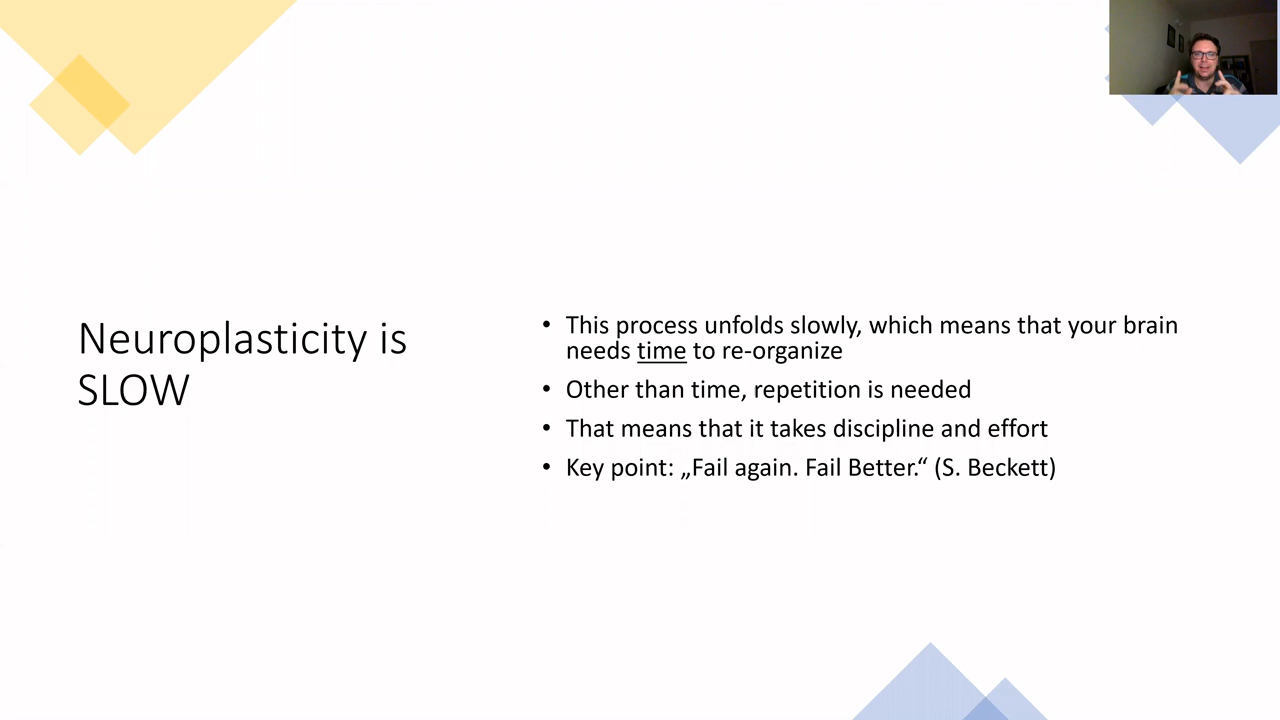 Neuroplasticity is
SLOW
• This process unfolds slowly, which means that your brain
needs time to re-organize
• Other than time, repetition is needed
• That means that it takes discipline and effort
• Key point: „Fail again. Fail Better.“ (S. Beckett)